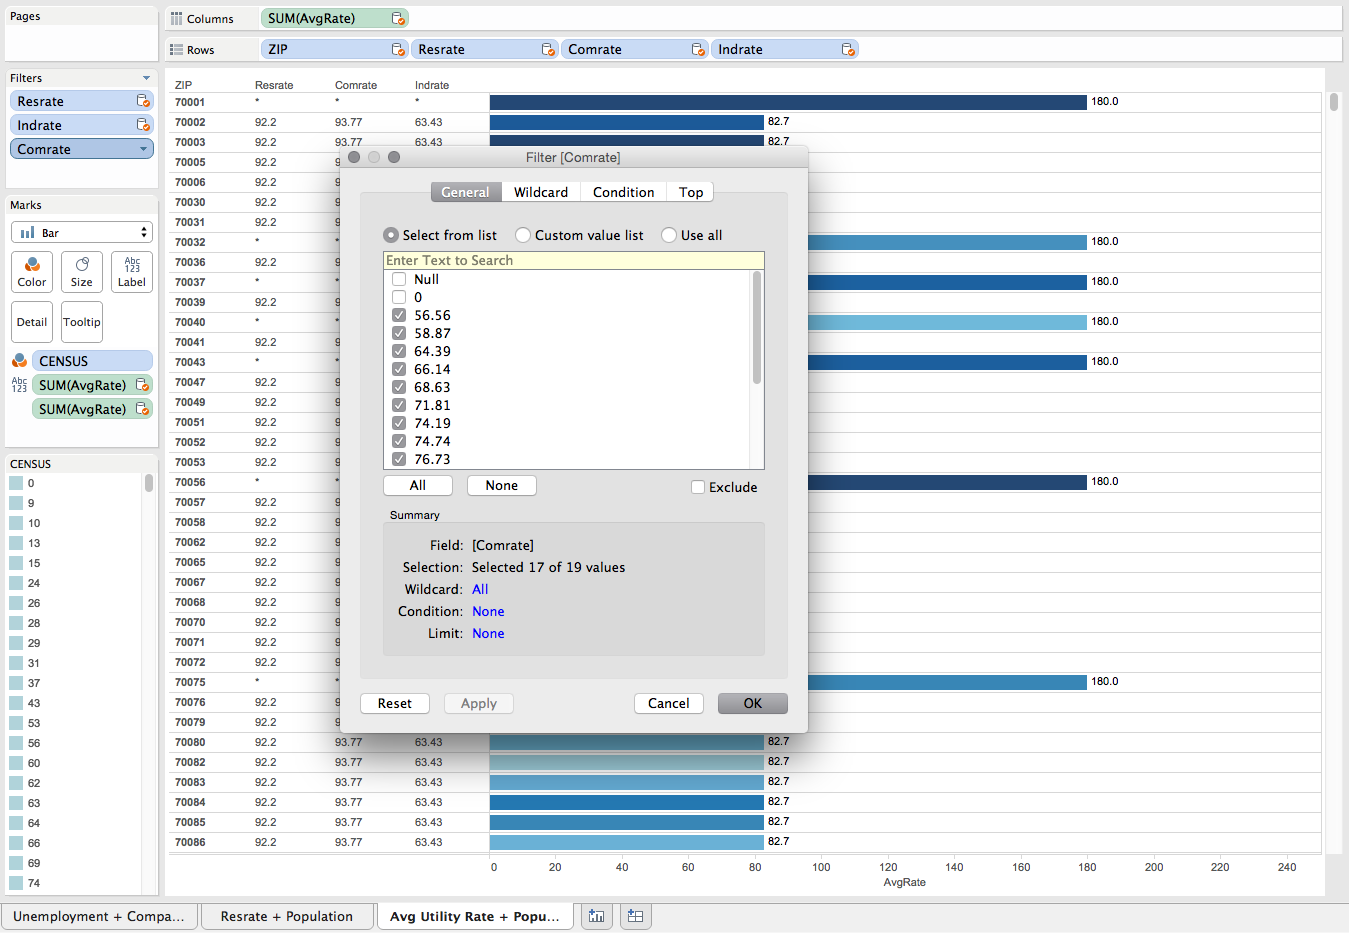 Pages
Columns SUM(AvgRate)
Rows ZIP Resrate Comrate Indrate
Filters
Resrate
Indrate
Comrate
Marks
Bar
Color Size Abc 123 Label
Detail Tooltip
CENSUS
Abc 123 SUM(AvgRate)
SUM(AvgRate)
CENSUS
0
9
10
13
15
24
26
28
29
31
37
43
53
56
60
62
63
64
66
69
74
ZIP Resrate Comrate Indrate
70001 * * * 180.0
70002 92.2 93.77 63.43 82.7
70003 92.2 93.77 63.43 82.7
70005 92.2 9
70006 92.2 9
70030 92.2 9
70031 92.2 9
70032 * * 180.0
70036 92.2 9
70037 * * 180.0
70039 92.2 9
70040 * * 180.0
70041 92.2 9
70043 * * 180.0
70047 92.2 9
70049 92.2 9
70051 92.2 9
70052 92.2 9
70053 92.2 9
70056 * * 180.0
70057 92.2 9
70058 92.2 9
70062 92.2 9
70065 92.2 9
70067 92.2 9
70068 92.2 9
70070 92.2 9
70071 92.2 9
70072 92.2 9
70075 * * 180.0
70076 92.2 9
70079 92.2 9
70080 92.2 93.77 63.43 82.7
70082 92.2 93.77 63.43 82.7
70083 92.2 93.77 63.43 82.7
70084 92.2 93.77 63.43 82.7
70085 92.2 93.77 63.43 82.7
70086 92.2 93.77 63.43 82.7
0 20 40 60 80 100 120 140 160 180 200 220 240
AvgRate
Filter [Comrate]
General Wildcard Condition Top
Select from list Custom value list Use all
Enter Text to Search
Null
0
56.56
58.87
64.39
66.14
68.63
71.81
74.19
74.74
76.73
All None Exclude
Summary
Field: [Comrate]
Selection: Selected 17 of 19 values
Wildcard: All
Condition: None
Limit: None
Reset Apply Cancel OK
Unemployment + Compa... Resrate + Population Avg Utility Rate + Popu...